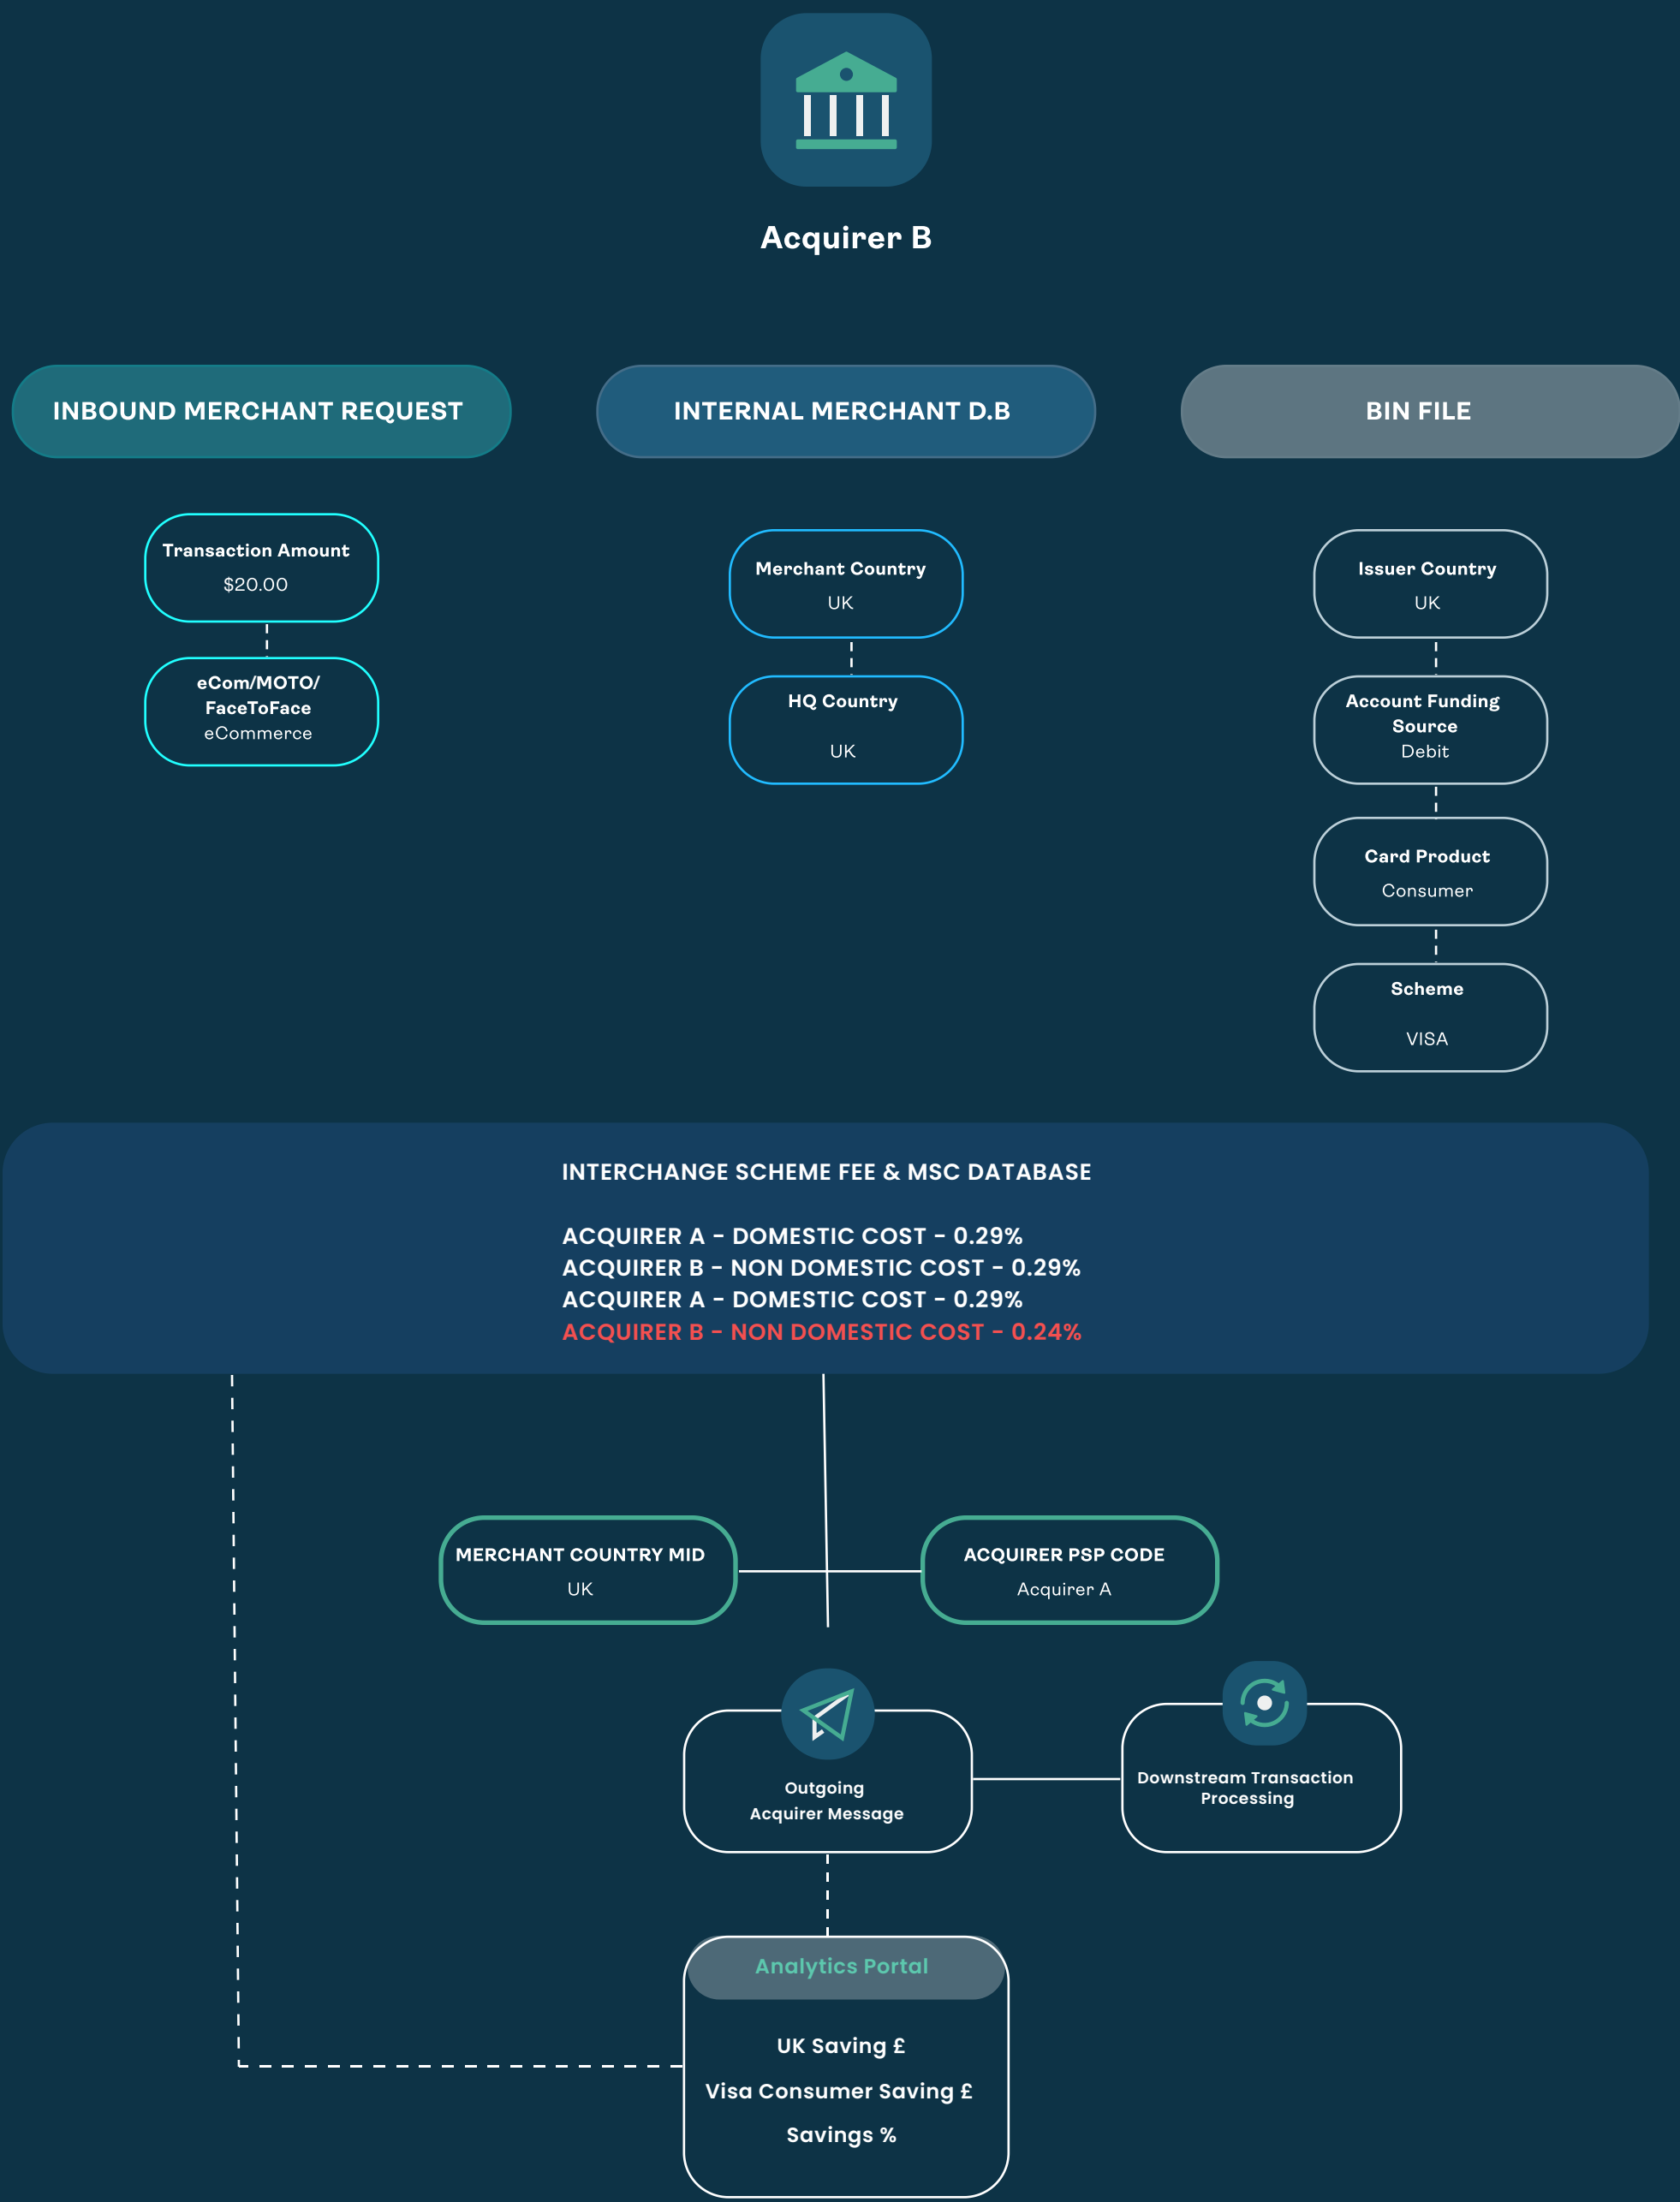 Acquirer B
INBOUND MERCHANT REQUEST
INTERNAL MERCHANT D.B
BIN FILE
Transaction Amount
$20.00
eCom/MOTO/
FaceToFace
eCommerce
Merchant Country
UK
HQ Country
UK
Issuer Country
UK
Account Funding
Source
Debit
Card Product
Consumer
Scheme
VISA
INTERCHANGE SCHEME FEE & MSC DATABASE
ACQUIRER A - DOMESTIC COST - 0.29%
ACQUIRER B - NON DOMESTIC COST - 0.29%
ACQUIRER A - DOMESTIC COST - 0.29%
ACQUIRER B - NON DOMESTIC COST - 0.24%
MERCHANT COUNTRY MID
UK
ACQUIRER PSP CODE
Acquirer A
Outgoing
Acquirer Message
Downstream Transaction
Processing
Analytics Portal
UK Saving £
Visa Consumer Saving £
Savings %